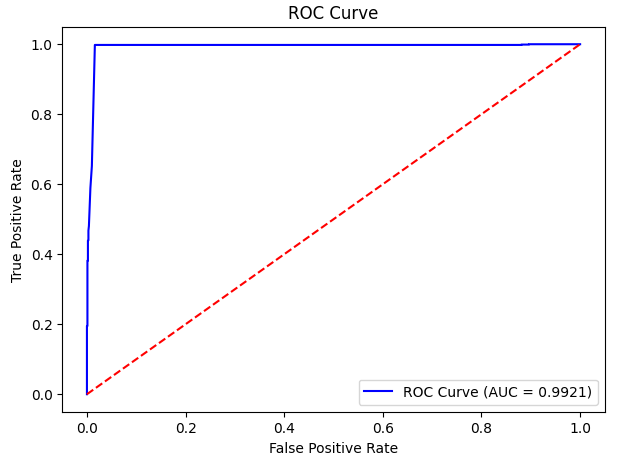 ROC Curve
True Positive Rate
1.0
0.8
0.6
0.4
0.2
0.0
ROC Curve (AUC = 0.9921)
0.0 0.2 0.4 0.6 0.8 1.0
False Positive Rate